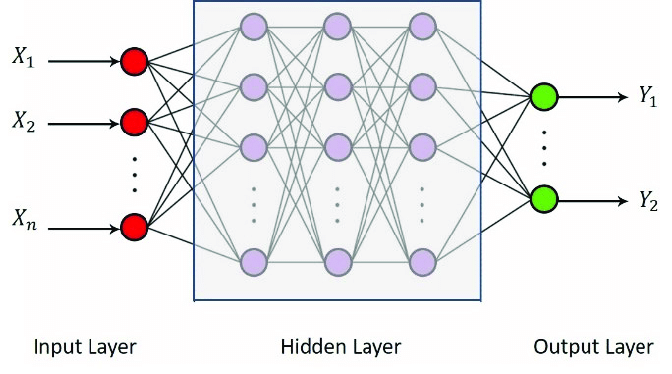 X₁
X₂
Xₙ
Y₁
Y₂
Input Layer
Hidden Layer
Output Layer